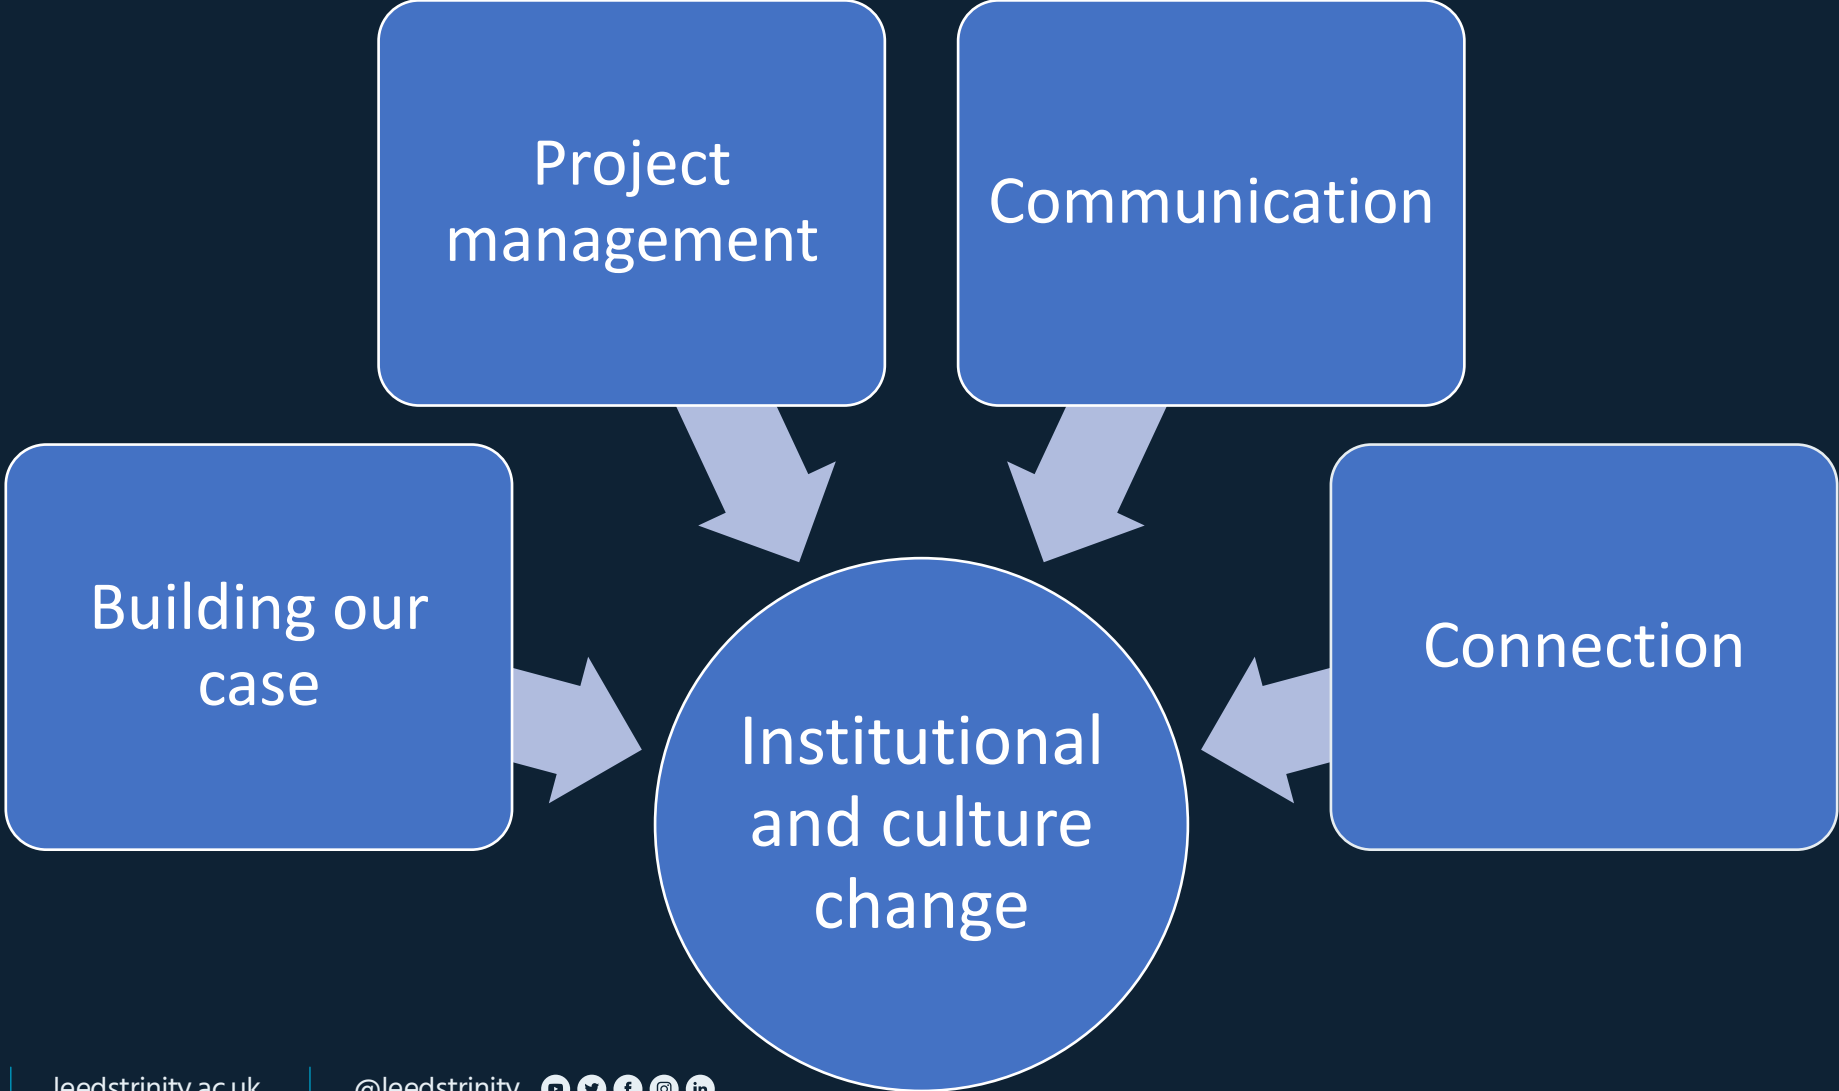 Project
management
Communication
Building our
case
Connection
Institutional
and culture
change
leedstrinity.ac.uk
@leedstrinity